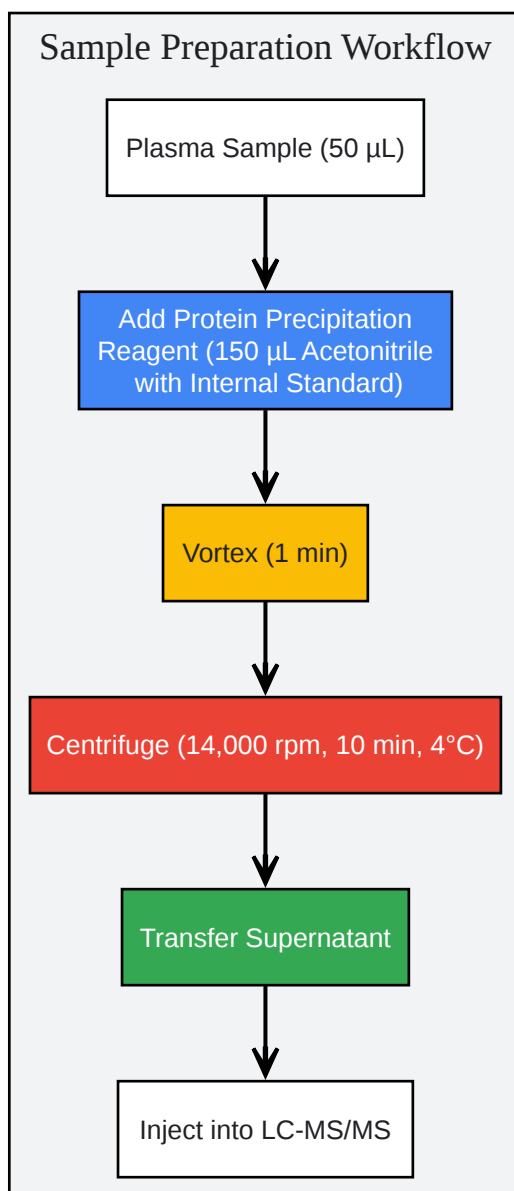 Sample Preparation Workflow
Plasma Sample (50 µL)
Add Protein Precipitation
Reagent (150 µL Acetonitrile
with Internal Standard)
Vortex (1 min)
Centrifuge (14,000 rpm, 10 min, 4°C)
Transfer Supernatant
Inject into LC-MS/MS